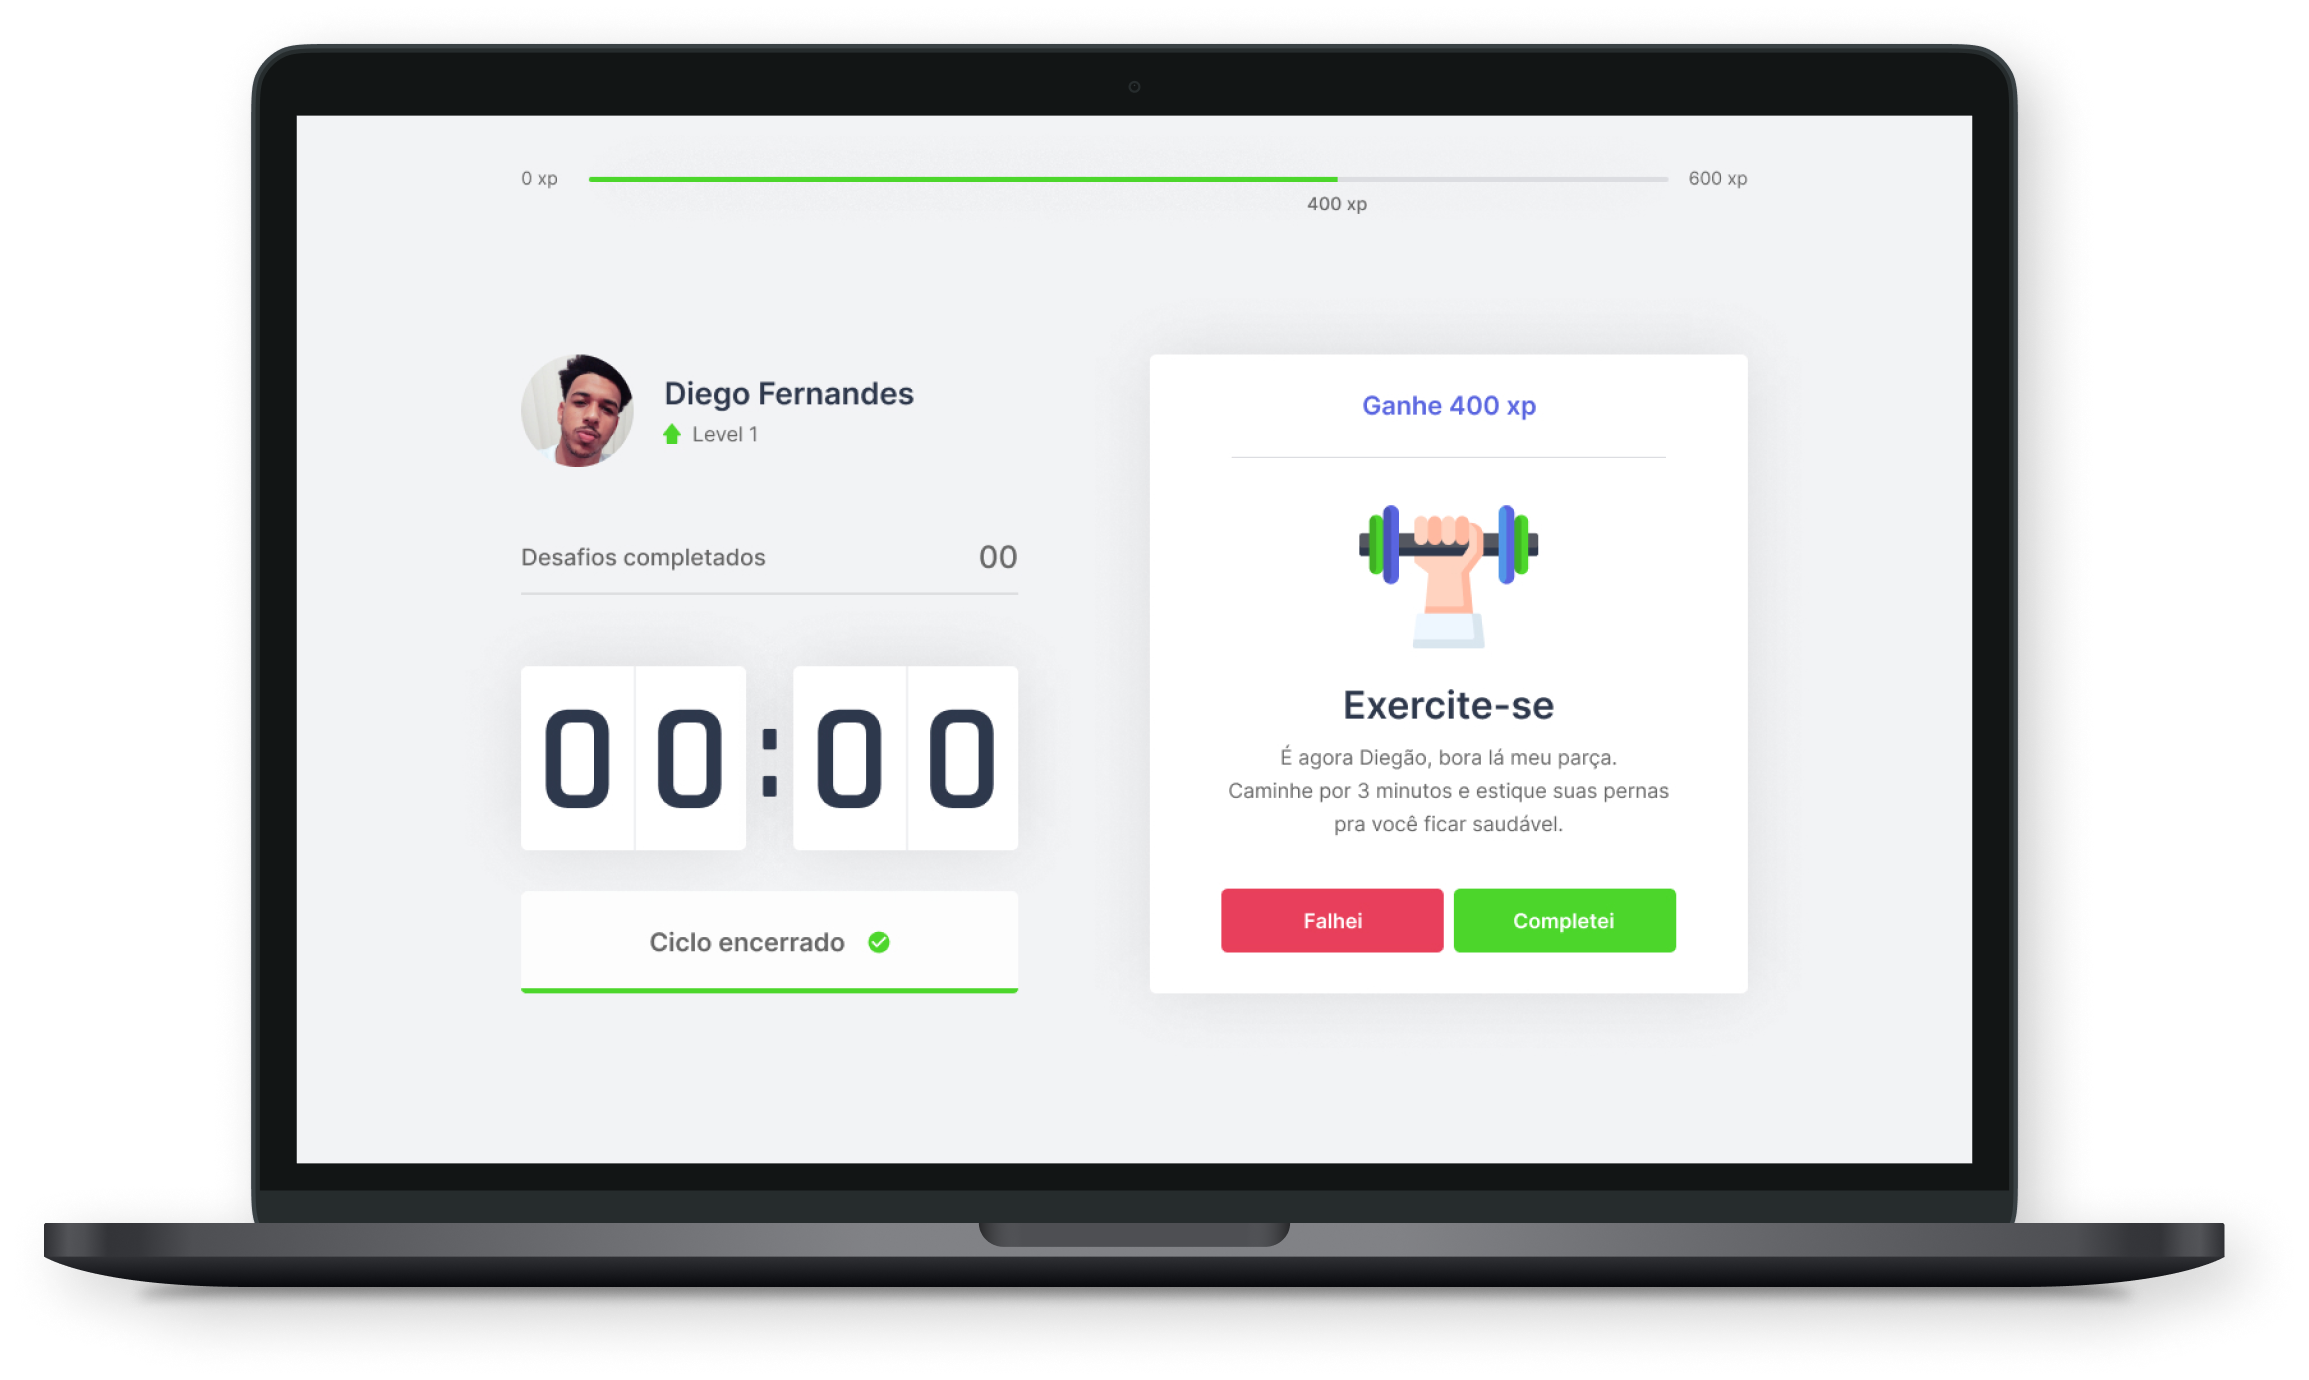 0 xp
600 xp
400 xp
Diego Fernandes
Level 1
Desafios completados
00
00:00
Ciclo encerrado
Ganhe 400 xp
Exercite-se
É agora Diegão, bora lá meu parça.
Caminhe por 3 minutos e estique suas pernas
pra você ficar saudável.
Falhei
Completei